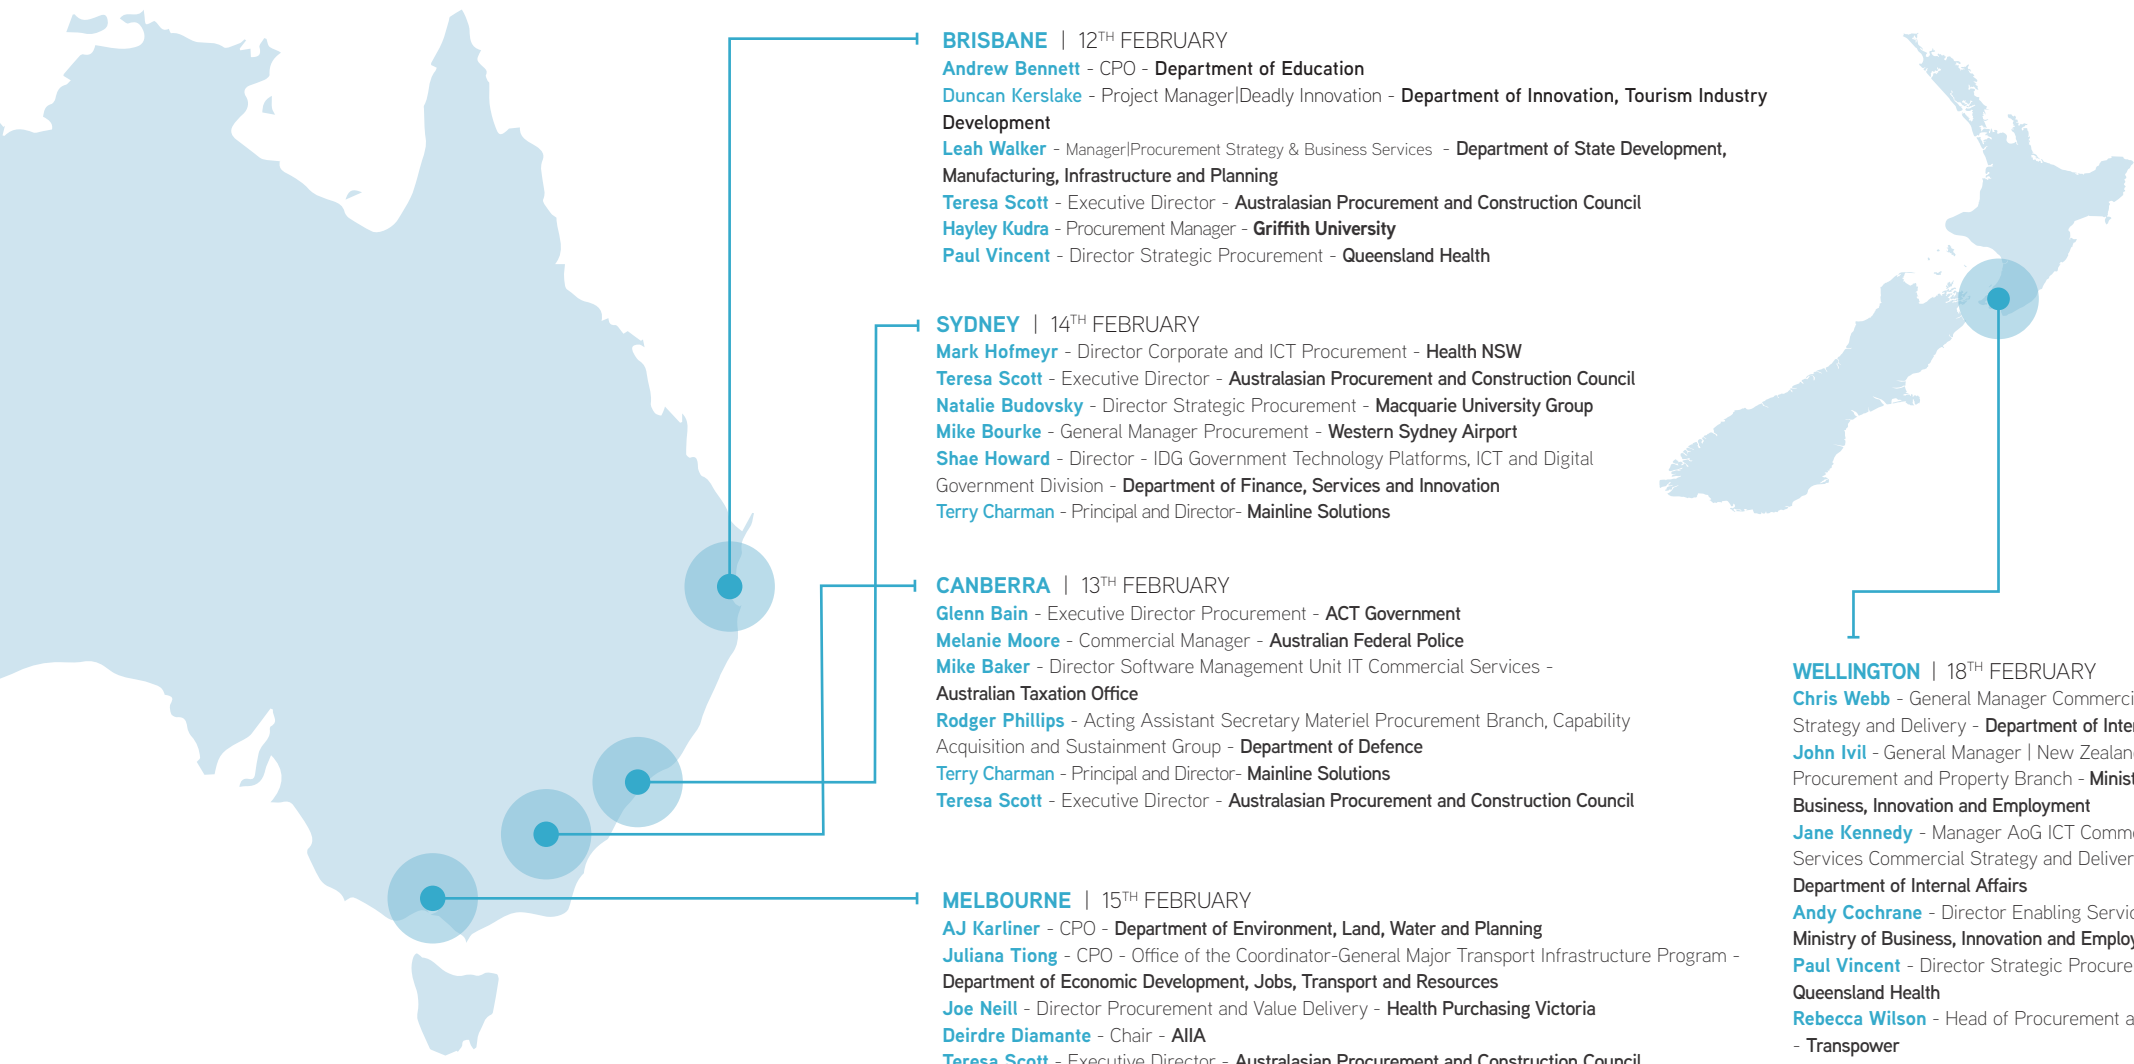 BRISBANE | 12TH FEBRUARY
Andrew Bennett - CPO - Department of Education
Duncan Kerslake - Project Manager|Deadly Innovation - Department of Innovation, Tourism Industry
Development
Leah Walker - Manager|Procurement Strategy & Business Services - Department of State Development,
Manufacturing, Infrastructure and Planning
Teresa Scott - Executive Director - Australasian Procurement and Construction Council
Hayley Kudra - Procurement Manager - Griffith University
Paul Vincent - Director Strategic Procurement - Queensland Health
SYDNEY | 14TH FEBRUARY
Mark Hofmeyr - Director Corporate and ICT Procurement - Health NSW
Teresa Scott - Executive Director - Australasian Procurement and Construction Council
Natalie Budovsky - Director Strategic Procurement - Macquarie University Group
Mike Bourke - General Manager Procurement - Western Sydney Airport
Shae Howard - Director - IDG Government Technology Platforms, ICT and Digital
Government Division - Department of Finance, Services and Innovation
Terry Charman - Principal and Director- Mainline Solutions
CANBERRA | 13TH FEBRUARY
Glenn Bain - Executive Director Procurement - ACT Government
Melanie Moore - Commercial Manager - Australian Federal Police
Mike Baker - Director Software Management Unit IT Commercial Services -
Australian Taxation Office
Rodger Phillips - Acting Assistant Secretary Materiel Procurement Branch, Capability
Acquisition and Sustainment Group - Department of Defence
Terry Charman - Principal and Director- Mainline Solutions
Teresa Scott - Executive Director - Australasian Procurement and Construction Council
MELBOURNE | 15TH FEBRUARY
AJ Karliner - CPO - Department of Environment, Land, Water and Planning
Juliana Tiong - CPO - Office of the Coordinator-General Major Transport Infrastructure Program -
Department of Economic Development, Jobs, Transport and Resources
Joe Neill - Director Procurement and Value Delivery - Health Purchasing Victoria
Deirdre Diamante - Chair - AIIA
Teresa Scott - Executive Director - Australasian Procurement and Construction Council
WELLINGTON | 18TH FEBRUARY
Chris Webb - General Manager
Strategy and Delivery - Department of
John Ivil - General Manager | New
Procurement and Property Branch -
Business, Innovation and Employment
Jane Kennedy - Manager AoG ICT
Services Commercial Strategy and
Department of Internal Affairs
Andy Cochrane - Director Enabling
Ministry of Business, Innovation and
Paul Vincent - Director Strategic
Queensland Health
Rebecca Wilson - Head of Procurement
- Transpower